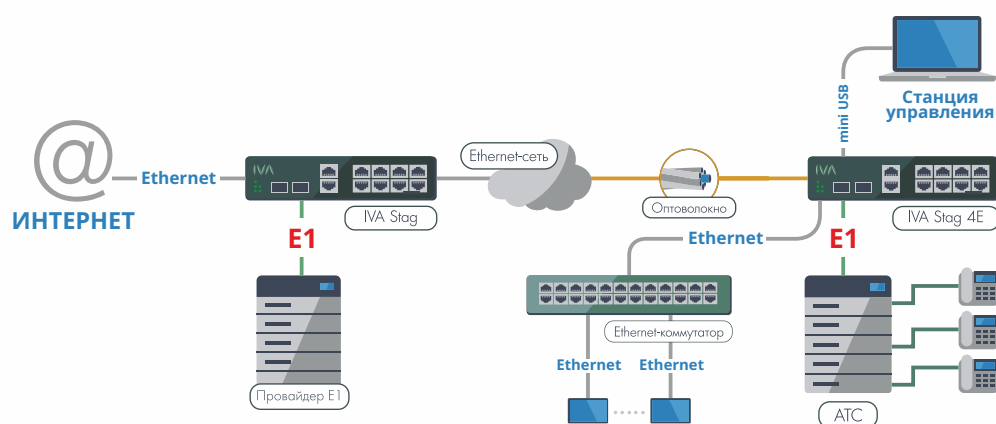 mini USB
Станция
управления
@
Ethernet
ИНТЕРНЕТ
IVA
IVA Stag
Ethernet-сеть
Оптоволокно
IVA
IVA Stag 4E
E1
Ethernet
E1
Провайдер E1
Ethernet-коммутатор
Ethernet
Ethernet
АТС